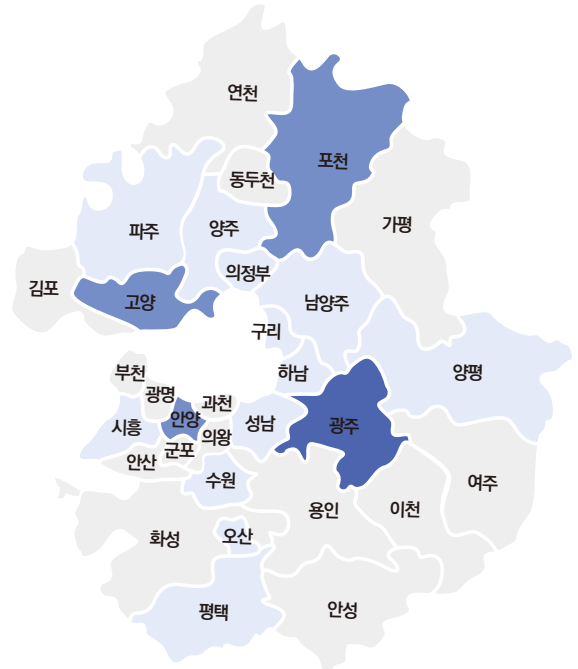 연천
포천
동두천
가평
파주
양주
의정부
김포
고양
남양주
구리
하남
양평
부천
광명
과천
안양
시흥
성남
광주
의왕
군포
안산
수원
여주
용인
이천
화성
오산
평택
안성